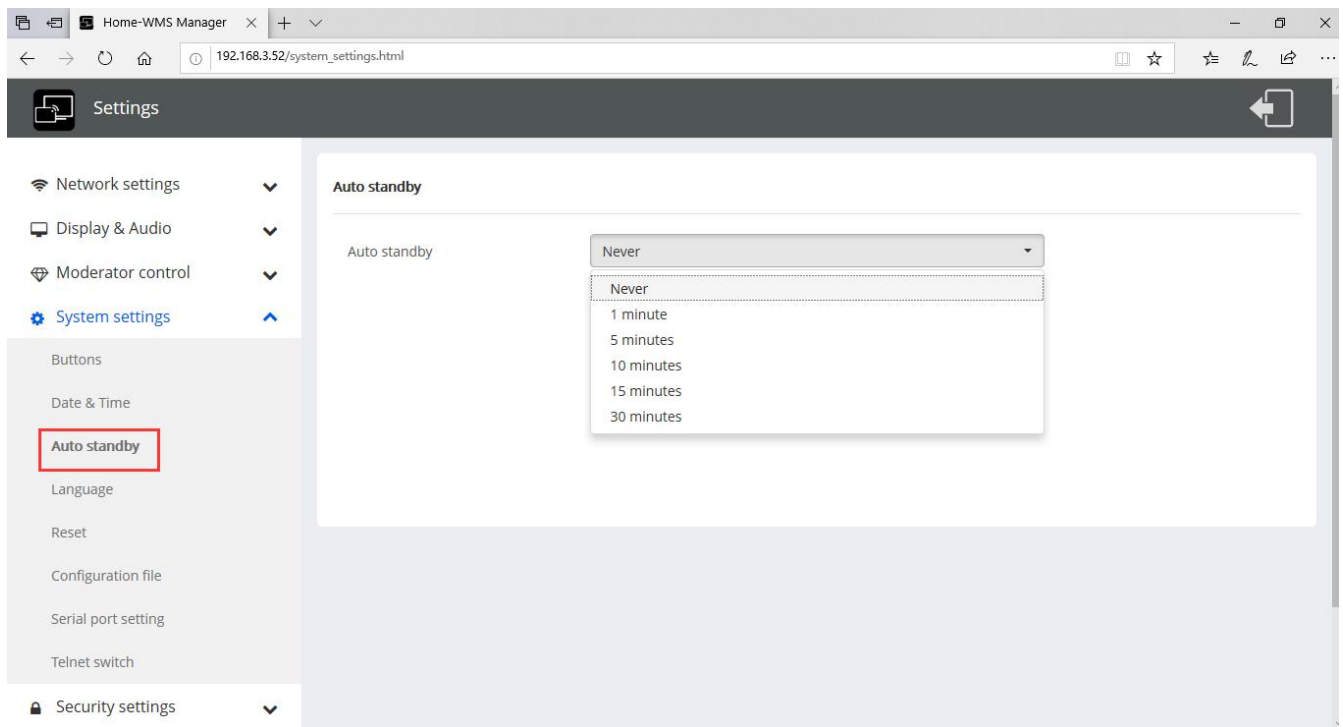 Home-WMS Manager
192.168.3.52/system_settings.html
Settings
Network settings
Display & Audio
Moderator control
System settings
Buttons
Date & Time
Auto standby
Language
Reset
Configuration file
Serial port setting
Telnet switch
Security settings
Auto standby
Auto standby
Never
Never
1 minute
5 minutes
10 minutes
15 minutes
30 minutes